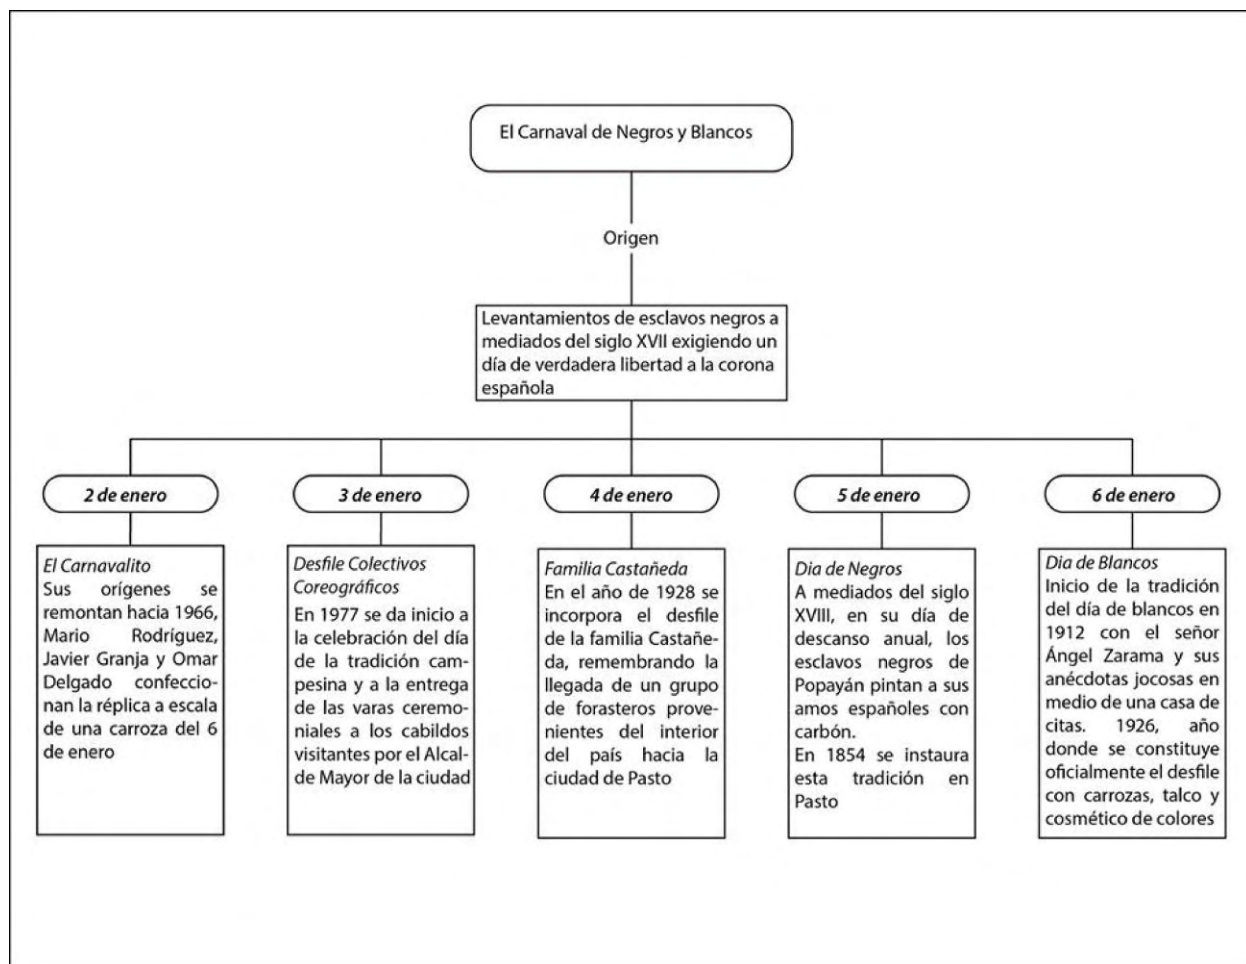 El Carnaval de Negros y Blancos
Origen
Levantamientos de esclavos negros a
mediados del siglo XVII exigiendo un
día de verdadera libertad a la corona
española
2 de enero
El Carnavalito
Sus orígenes se
remontan hacia 1966,
Mario Rodríguez,
Javier Granja y Omar
Delgado confeccio-
nan la réplica a escala
de una carroza del 6
de enero
3 de enero
Desfile Colectivos
Coreográficos
En 1977 se da inicio a
la celebración del día
de la tradición cam-
pesina y a la entrega
de las varas ceremo-
niales a los cabildos
visitantes por el Alcal-
de Mayor de la ciudad
4 de enero
Familia Castañeda
En el año de 1928 se
incorpora el desfile
de la familia Castañe-
da, remembrando la
llegada de un grupo
de forasteros prove-
nientes del interior
del país hacia la
ciudad de Pasto
5 de enero
Dia de Negros
A mediados del siglo
XVIII, en su día de
descanso anual, los
esclavos negros de
Popayán pintan a sus
amos españoles con
carbón.
En 1854 se instaura
esta tradición en
Pasto
6 de enero
Dia de Blancos
Inicio de la tradición
del día de blancos en
1912 con el señor
Ángel Zarama y sus
anécdotas jocosas en
medio de una casa de
citas. 1926, año
donde se constituye
oficialmente el desfile
con carrozas, talco y
cosmético de colores